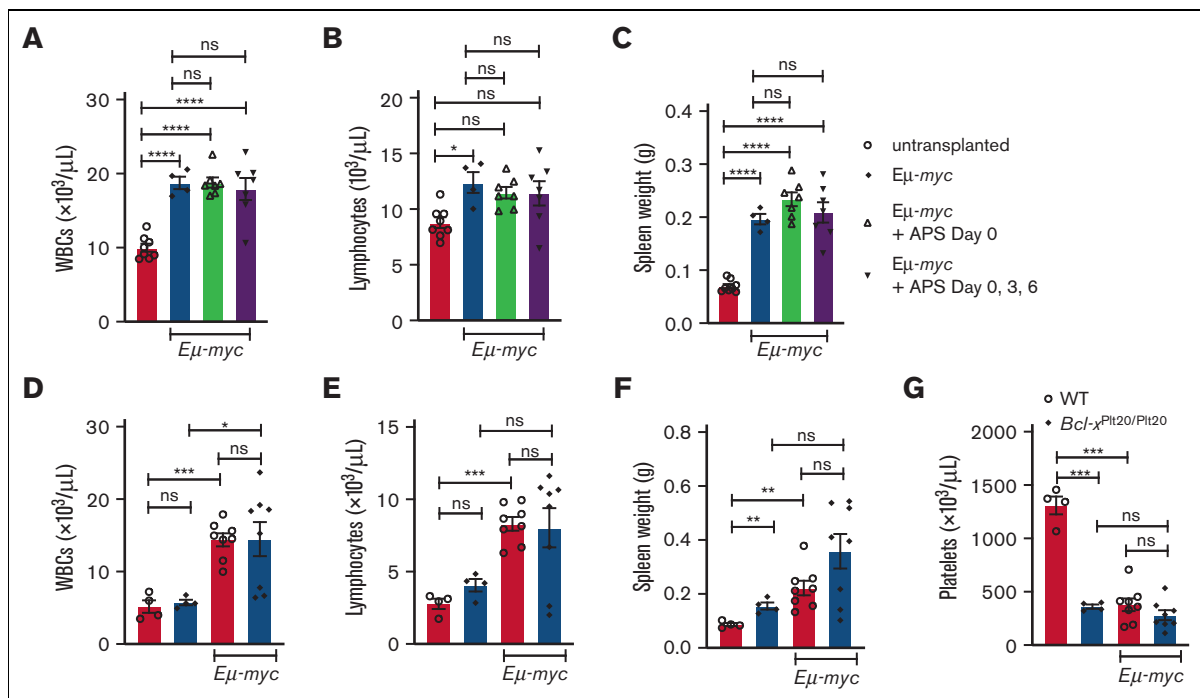 A
ns
ns
****
****
****
WBCs (×10³/μL)
30
20
10
0
Eμ-myc
B
ns
ns
ns
ns
*
Lymphocytes (10³/μL)
20
15
10
5
0
Eμ-myc
C
ns
ns
****
****
****
Spleen weight (g)
0.4
0.3
0.2
0.1
0.0
Eμ-myc
untransplanted
Eμ-myc
Eμ-myc
+ APS Day 0
Eμ-myc
+ APS Day 0, 3, 6
D
*
ns
***
ns
WBCs (×10³/μL)
30
20
10
0
Eμ-myc
E
ns
ns
***
ns
Lymphocytes (×10³/μL)
15
10
5
0
Eμ-myc
F
ns
ns
**
**
Spleen weight (g)
0.8
0.6
0.4
0.2
0.0
Eμ-myc
G
WT
Bcl-xPlt20/Plt20
***
***
ns
ns
Platelets (×10³/μL)
2000
1500
1000
500
0
Eμ-myc